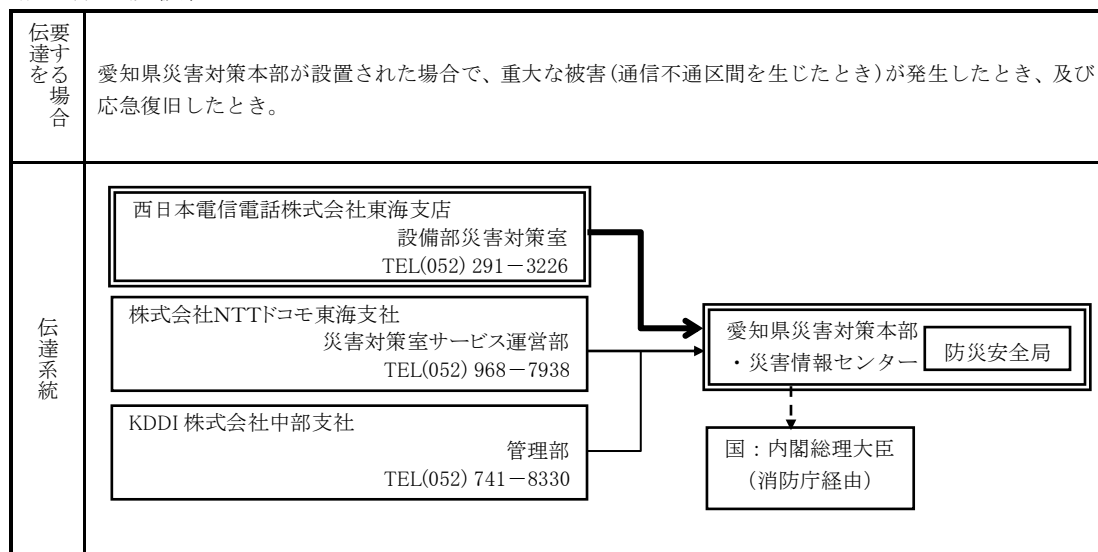 伝達を
要する場合
愛知県災害対策本部が設置された場合で、重大な被害(通信不通区間を生じたとき)が発生したとき、及び
応急復旧したとき。
伝達系統
西日本電信電話株式会社東海支店
設備部災害対策室
TEL(052) 291－3226
株式会社NTTドコモ東海支社
災害対策室サービス運営部
TEL(052) 968－7938
KDDI 株式会社中部支社
管理部
TEL(052) 741－8330
愛知県災害対策本部
・災害情報センター
防災安全局
国：内閣総理大臣
（消防庁経由）